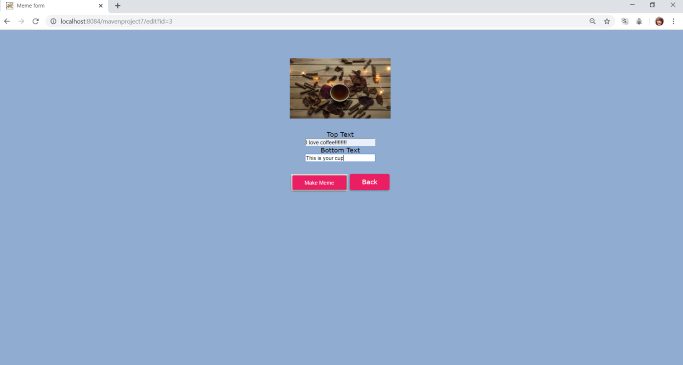 Meme form
localhost:8084/mavenproject7/edit?id=3
Top Text
I love coffee!!!!!!!!
Bottom Text
This is your cup
Make Meme Back